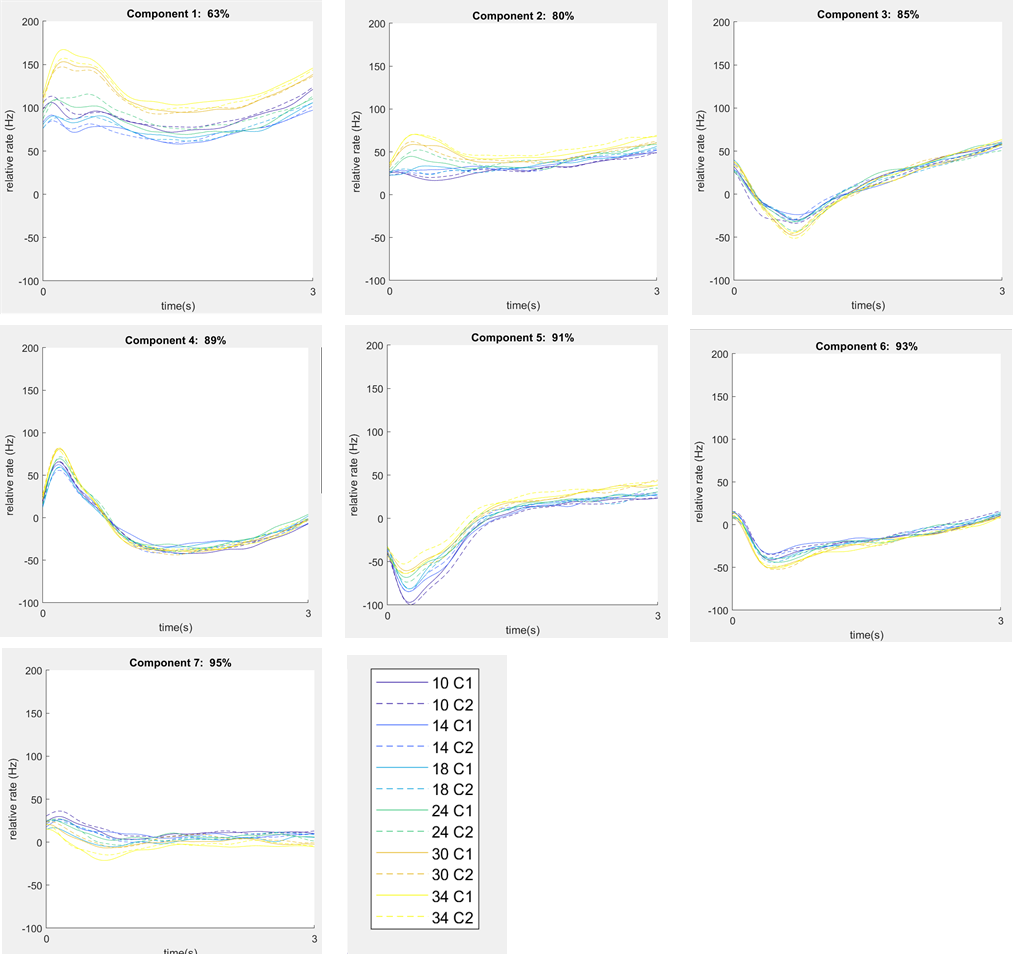 Component 1: 63%
200
150
100
50
0
-50
-100
0
3
relative rate (Hz)
time(s)
Component 2: 80%
200
150
100
50
0
-50
-100
0
3
relative rate (Hz)
time(s)
Component 3: 85%
200
150
100
50
0
-50
-100
0
3
relative rate (Hz)
time(s)
Component 4: 89%
200
150
100
50
0
-50
-100
0
3
relative rate (Hz)
time(s)
Component 5: 91%
200
150
100
50
0
-50
-100
0
3
relative rate (Hz)
time(s)
Component 6: 93%
200
150
100
50
0
-50
-100
0
3
relative rate (Hz)
time(s)
Component 7: 95%
200
150
100
50
0
-50
-100
0
3
relative rate (Hz)
time(s)
10 C1
10 C2
14 C1
14 C2
18 C1
18 C2
24 C1
24 C2
30 C1
30 C2
34 C1
34 C2